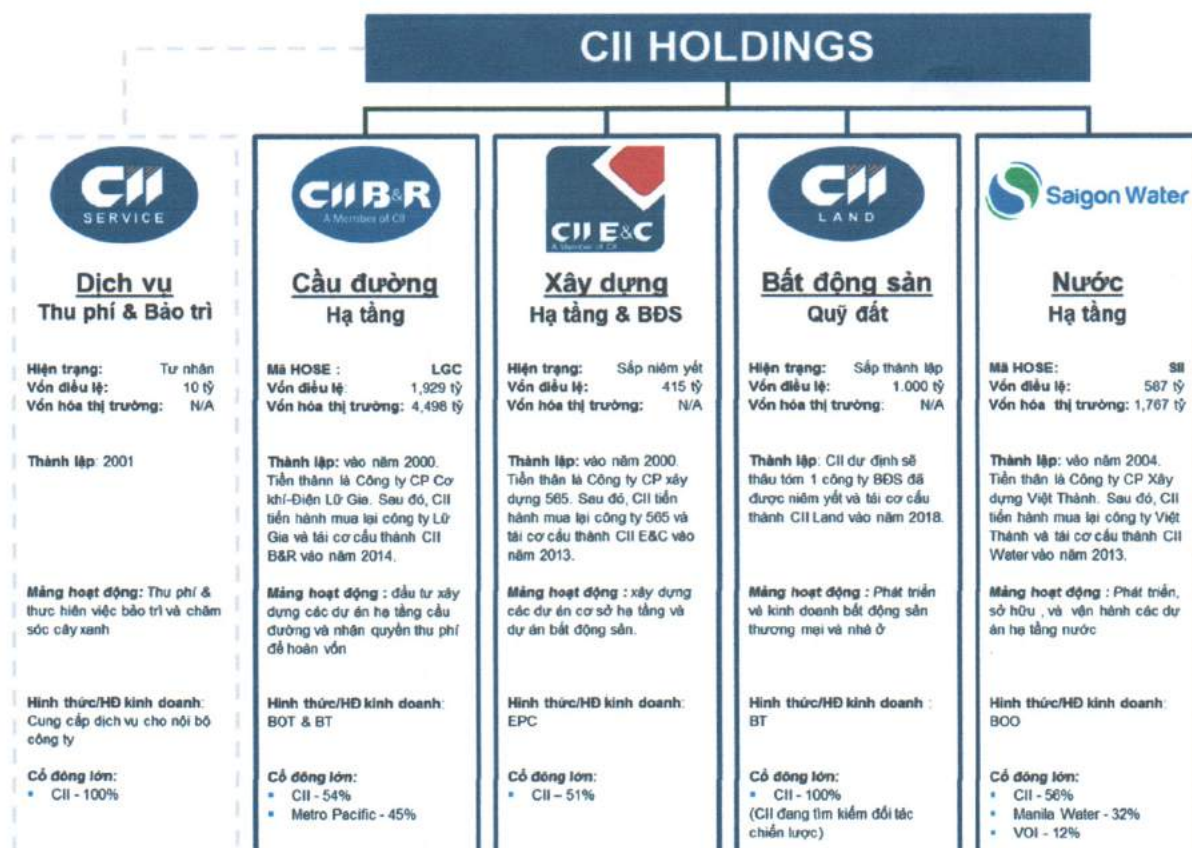 CII HOLDINGS
CII
SERVICE
Dịch vụ
Thu phí & Bảo trì
Hiện trạng: Tư nhân
Vốn điều lệ: 10 tỷ
Vốn hóa thị trường: N/A
Thành lập: 2001
Mảng hoạt động: Thu phí &
thực hiện việc bảo trì và chăm
sóc cây xanh
Hình thức/HĐ kinh doanh:
Cung cấp dịch vụ cho nội bộ
công ty
Cổ đông lớn:
▪ CII - 100%
CII B&R
A Member of CII
Cầu đường
Hạ tầng
Mã HOSE : LGC
Vốn điều lệ: 1,929 tỷ
Vốn hóa thị trường: 4,498 tỷ
Thành lập: vào năm 2000.
Tiền thân là Công ty CP Cơ
khí-Điện Lữ Gia. Sau đó, CII
tiến hành mua lại công ty Lữ
Gia và tái cơ cấu thành CII
B&R vào năm 2014.
Mảng hoạt động : đầu tư xây
dựng các dự án hạ tầng cầu
đường và nhận quyền thu phí
để hoàn vốn
Hình thức/HĐ kinh doanh:
BOT & BT
Cổ đông lớn:
▪ CII - 54%
▪ Metro Pacific - 45%
CII E&C
A Member of CII
Xây dựng
Hạ tầng & BĐS
Hiện trạng: Sắp niêm yết
Vốn điều lệ: 415 tỷ
Vốn hóa thị trường: N/A
Thành lập: vào năm 2000.
Tiền thân là Công ty CP xây
dựng 565. Sau đó, CII tiến
hành mua lại công ty 565 và
tái cơ cấu thành CII E&C vào
năm 2013.
Mảng hoạt động : xây dựng
các dự án cơ sở hạ tầng và
dự án bất động sản.
Hình thức/HĐ kinh doanh:
EPC
Cổ đông lớn:
▪ CII – 51%
CII
LAND
Bất động sản
Quỹ đất
Hiện trạng: Sắp thành lập
Vốn điều lệ: 1.000 tỷ
Vốn hóa thị trường: N/A
Thành lập: CII dự định sẽ
thâu tóm 1 công ty BĐS đã
được niêm yết và tái cơ cấu
thành CII Land vào năm 2018.
Mảng hoạt động : Phát triển
và kinh doanh bất động sản
thương mại và nhà ở
Hình thức/HĐ kinh doanh :
BT
Cổ đông lớn:
▪ CII - 100%
(CII đang tìm kiếm đối tác
chiến lược)
Saigon Water
Nước
Hạ tầng
Mã HOSE: SII
Vốn điều lệ: 587 tỷ
Vốn hóa thị trường: 1,767 tỷ
Thành lập: vào năm 2004.
Tiền thân là Công ty CP Xây
dựng Việt Thành. Sau đó, CII
tiến hành mua lại công ty Việt
Thành và tái cơ cấu thành CII
Water vào năm 2013.
Mảng hoạt động : Phát triển,
sở hữu , và vận hành các dự
án hạ tầng nước
Hình thức/HĐ kinh doanh:
BOO
Cổ đông lớn:
▪ CII - 56%
▪ Manila Water - 32%
▪ VOI - 12%